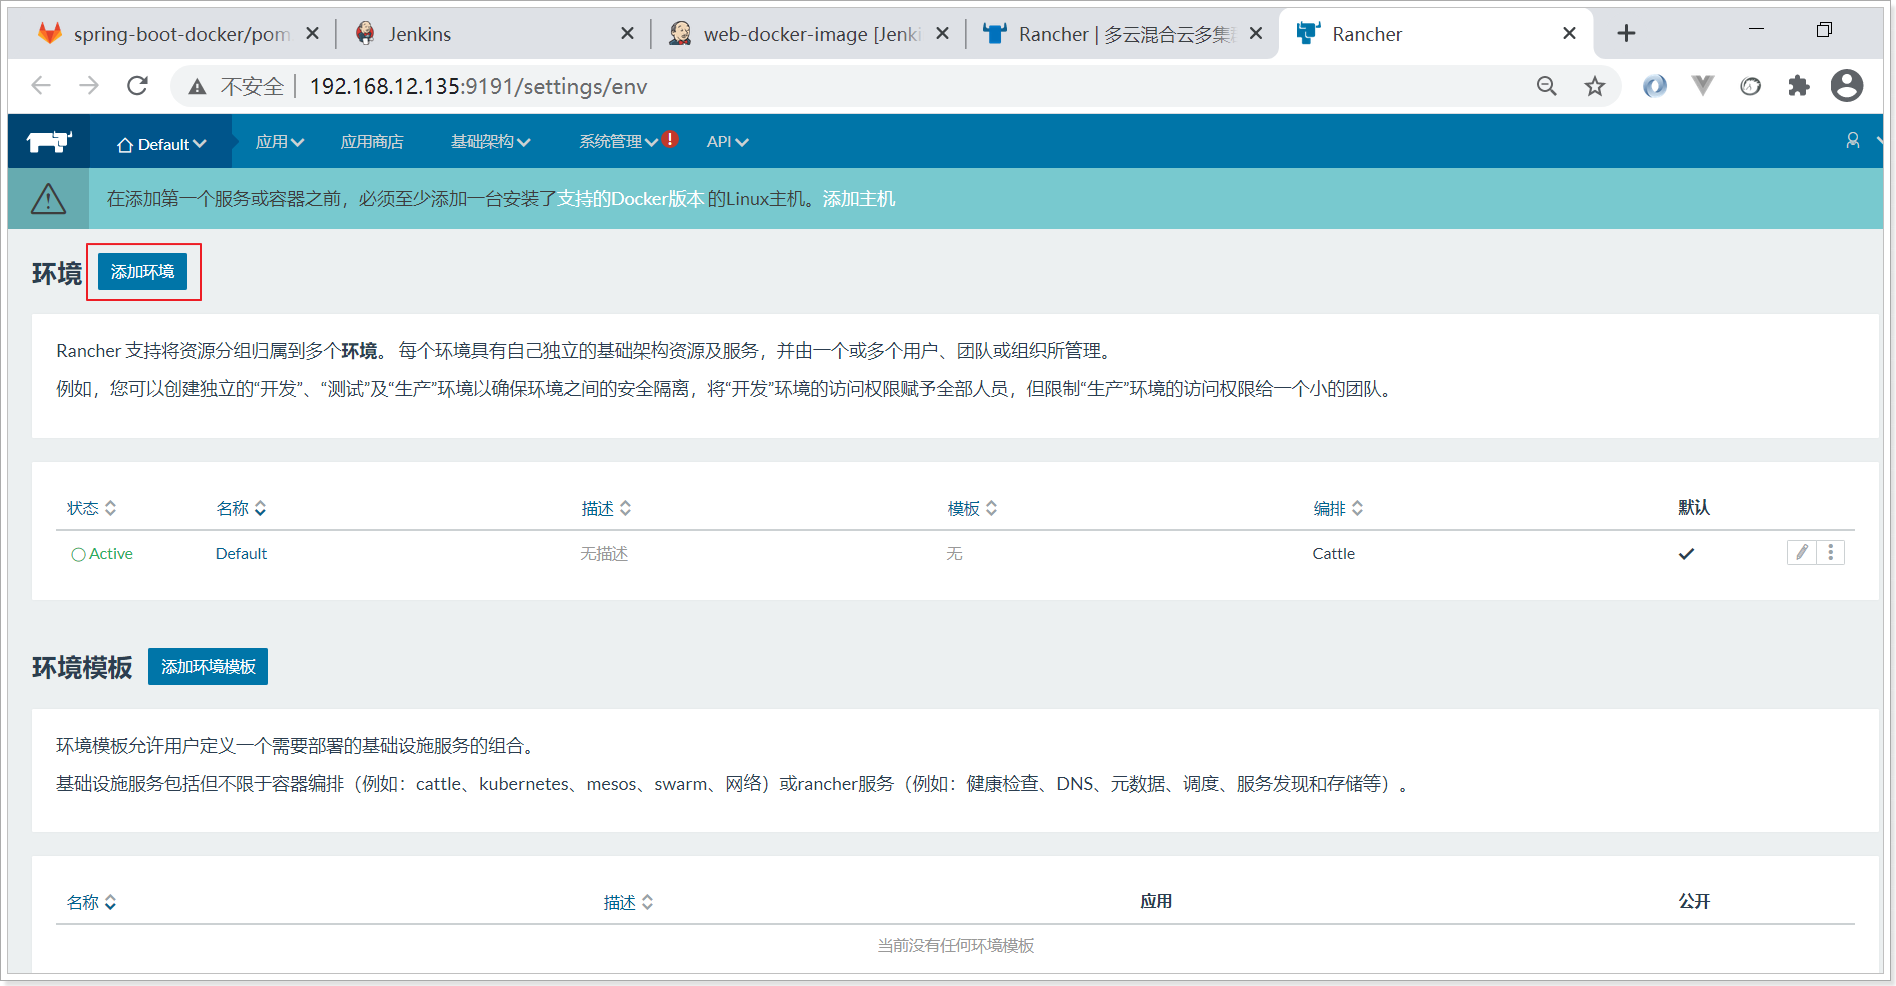 spring-boot-docker/pom
Jenkins
web-docker-image [Jenki
Rancher | 多云混合云多集群
Rancher
不安全
192.168.12.135:9191/settings/env
Default
应用
应用商店
基础架构
系统管理
API
在添加第一个服务或容器之前，必须至少添加一台安装了支持的Docker版本 的Linux主机。添加主机
环境
添加环境
Rancher 支持将资源分组归属到多个环境。 每个环境具有自己独立的基础架构资源及服务，并由一个或多个用户、团队或组织所管理。
例如，您可以创建独立的“开发”、“测试”及“生产”环境以确保环境之间的安全隔离，将“开发”环境的访问权限赋予全部人员，但限制“生产”环境的访问权限给一个小的团队。
状态 名称 描述 模板 编排 默认
Active Default 无描述 无 Cattle
环境模板
添加环境模板
环境模板允许用户定义一个需要部署的基础设施服务的组合。
基础设施服务包括但不限于容器编排（例如：cattle、kubernetes、mesos、swarm、网络）或rancher服务（例如：健康检查、DNS、元数据、调度、服务发现和存储等）。
名称 描述 应用 公开
当前没有任何环境模板